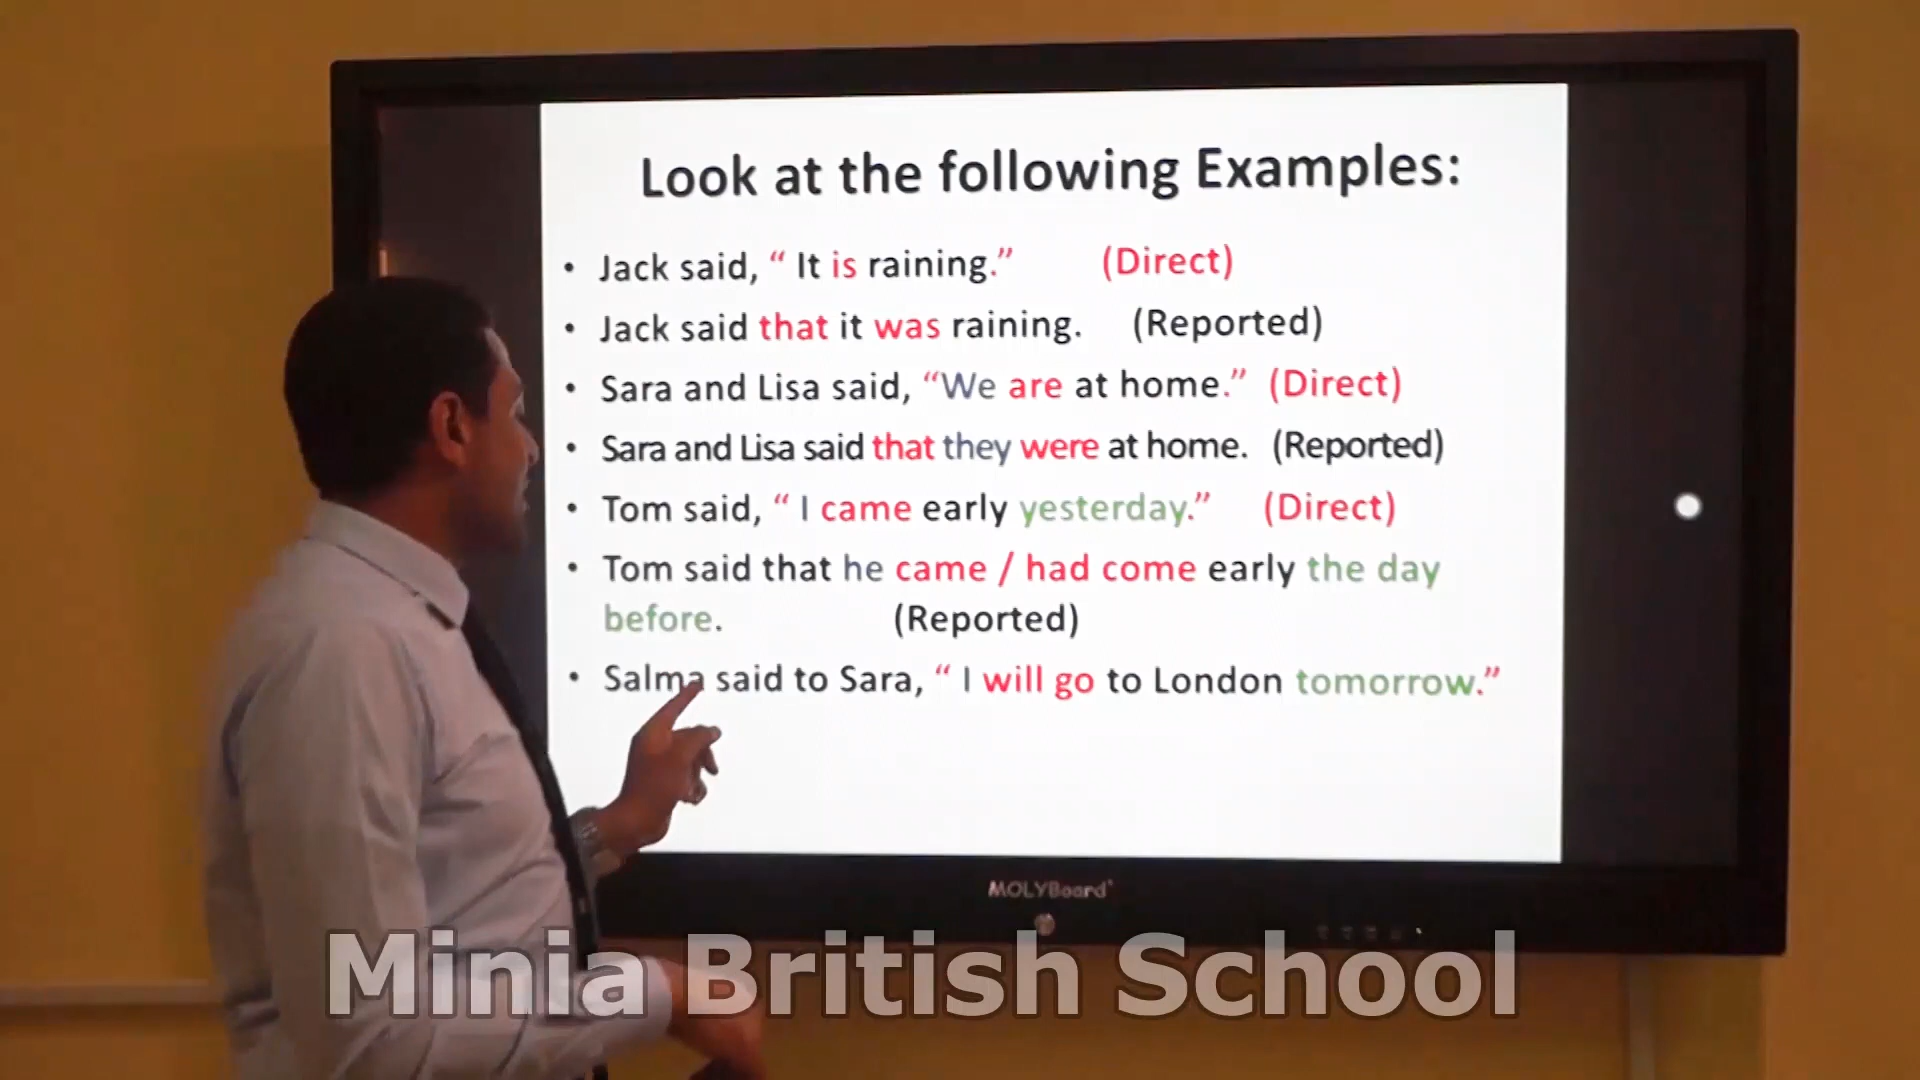 Look at the following Examples:
• Jack said, “ It is raining.” (Direct)
• Jack said that it was raining. (Reported)
• Sara and Lisa said, “We are at home.” (Direct)
• Sara and Lisa said that they were at home. (Reported)
• Tom said, “ I came early yesterday.” (Direct)
• Tom said that he came / had come early the day
before. (Reported)
• Salma said to Sara, “ I will go to London tomorrow.”
MOLYBoard
Minia British School